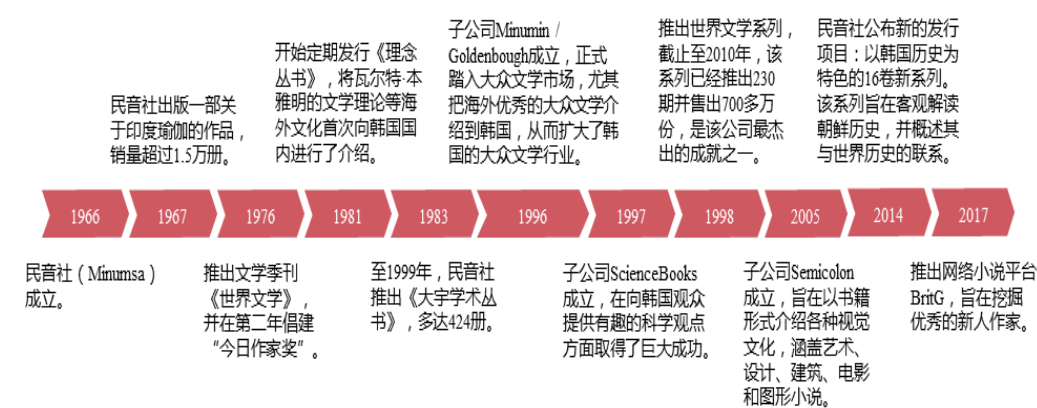 民音社出版一部关
于印度瑜伽的作品，
销量超过1.5万册。
开始定期发行《理念
丛书》，将瓦尔特·本
雅明的文学理论等海
外文化首次向韩国国
内进行了介绍。
子公司Minumin /
Goldenbough成立，正式
踏入大众文学市场，尤其
把海外优秀的大众文学介
绍到韩国，从而扩大了韩
国的大众文学行业。
推出世界文学系列，
截止至2010年，该
系列已经推出230
期并售出700多万
份，是该公司最杰
出的成就之一。
民音社公布新的发行
项目：以韩国历史为
特色的16卷新系列。
该系列旨在客观解读
朝鲜历史，并概述其
与世界历史的联系。
1966
1967
1976
1981
1983
1996
1997
1998
2005
2014
2017
民音社（Minumsa）
成立。
推出文学季刊
《世界文学》，
并在第二年倡建
“今日作家奖”。
至1999年，民音社
推出《大宇学术丛
书》，多达424册。
子公司ScienceBooks
成立，在向韩国观众
提供有趣的科学观点
方面取得了巨大成功。
子公司Semicolon
成立，旨在以书籍
形式介绍各种视觉
文化，涵盖艺术、
设计、建筑、电影
和图形小说。
推出网络小说平台
BritG，旨在挖掘
优秀的新人作家。